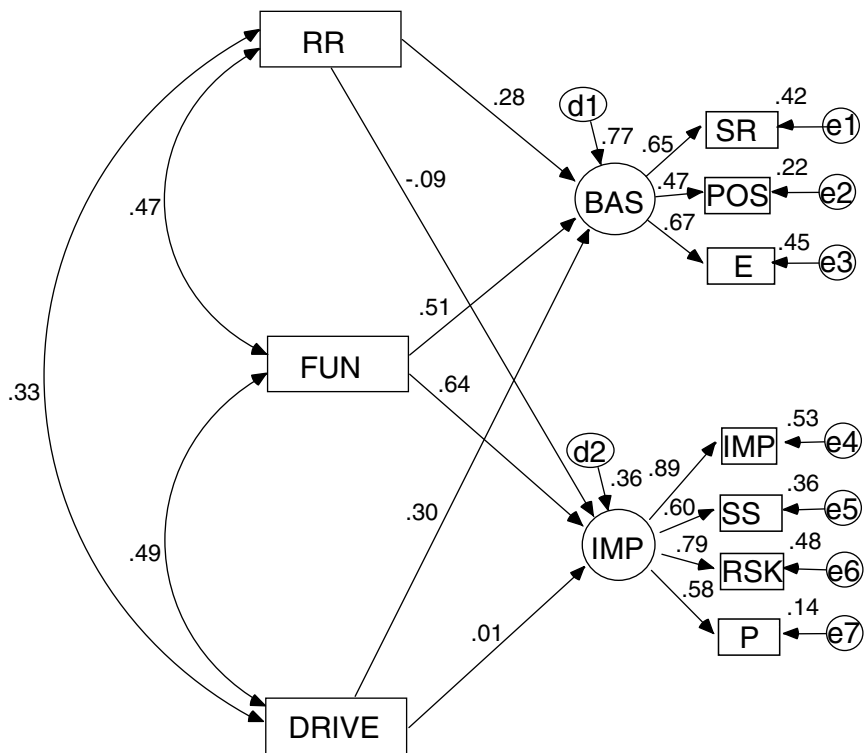 RR
.28
d1
.77
.42
.65
SR
e1
-.09
.47
BAS
.47
.22
POS
e2
.67
.45
E
e3
.51
FUN
.33
.64
d2
.36
.89
.53
IMP
e4
.30
.60
.36
SS
e5
.49
IMP
.79
.48
RSK
e6
.58
.14
P
e7
.01
DRIVE